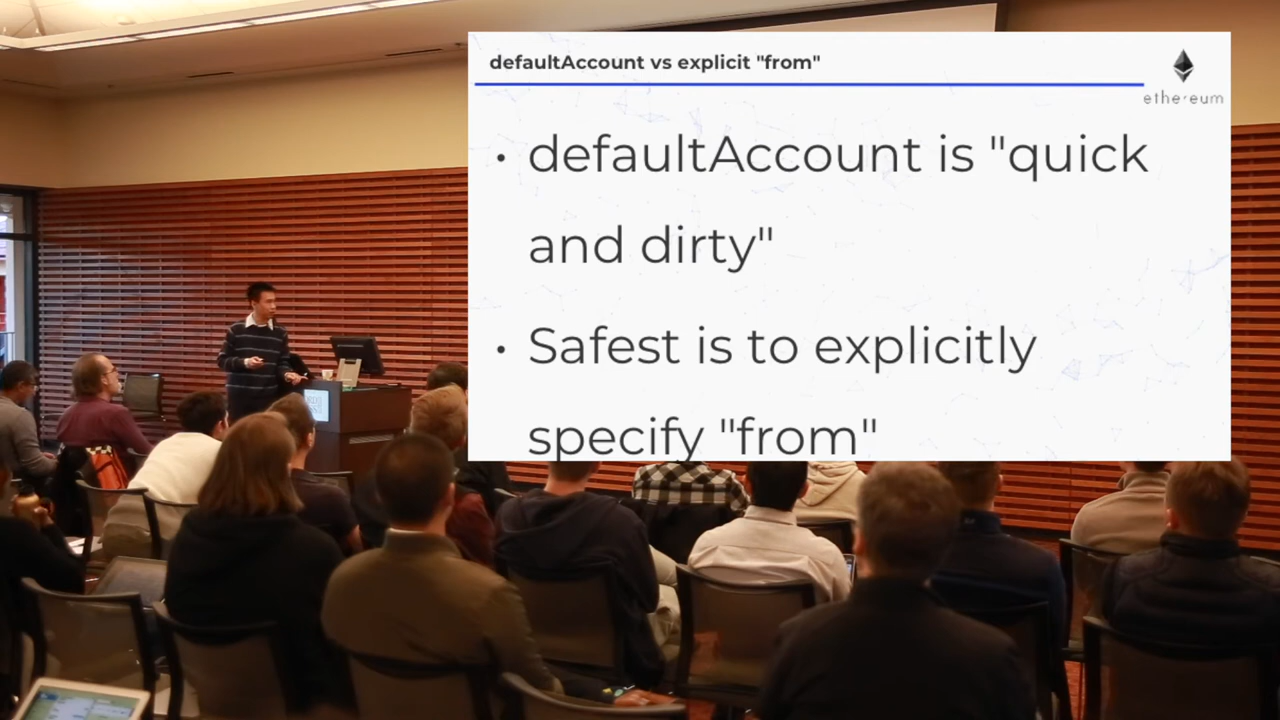 defaultAccount vs explicit "from"
ethereum
• defaultAccount is "quick
and dirty"
• Safest is to explicitly
specify "from"